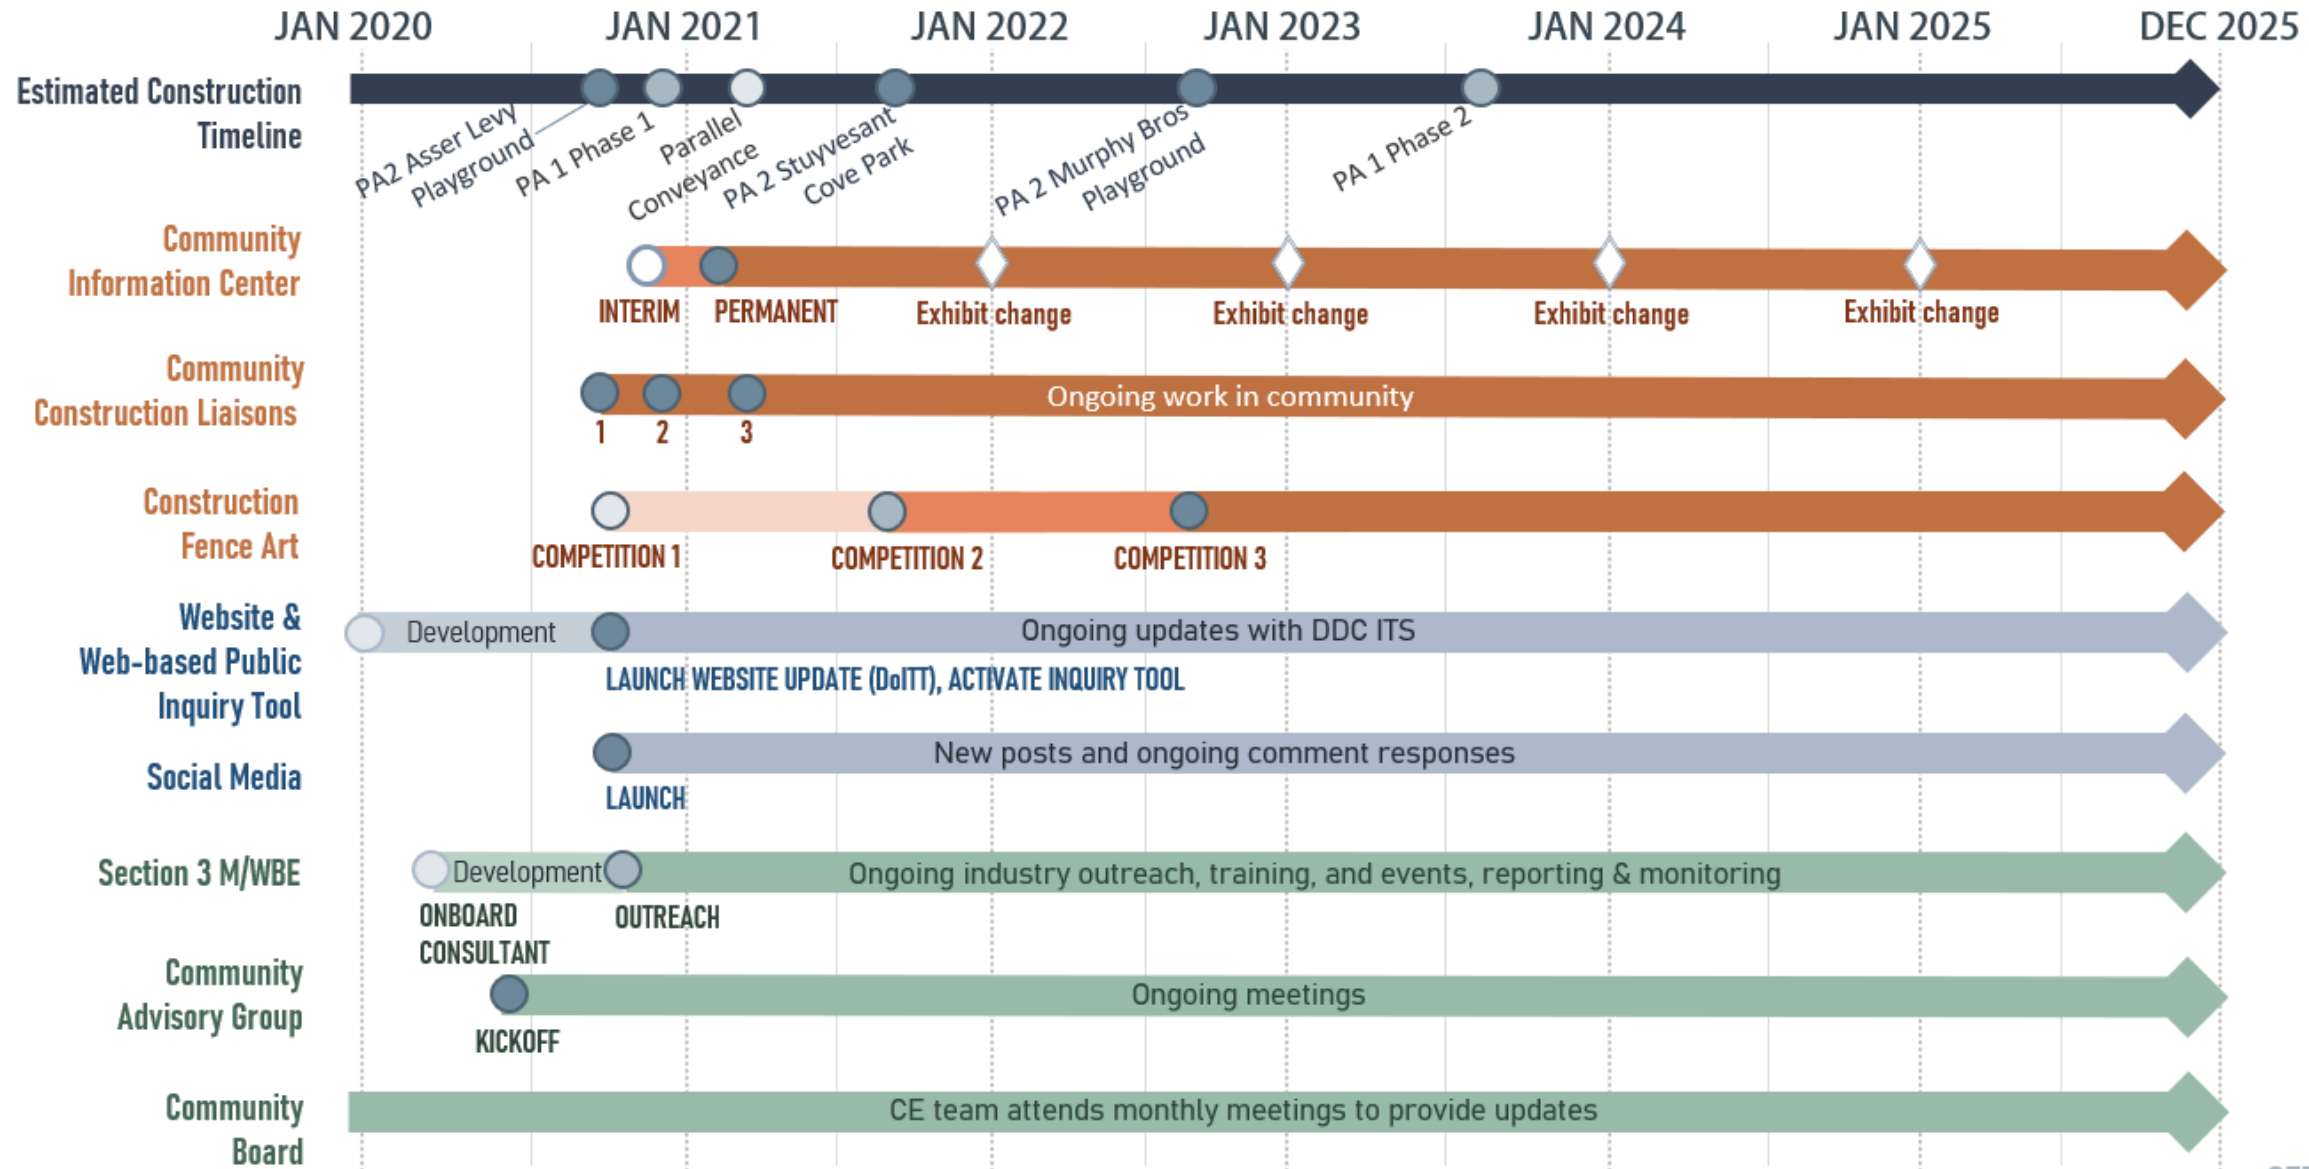 JAN 2020 JAN 2021 JAN 2022 JAN 2023 JAN 2024 JAN 2025 DEC 2025
Estimated Construction
Timeline
PA2 Asser Levy
Playground
PA 1 Phase 1
Parallel
Conveyance
PA 2 Stuyvesant
Cove Park
PA 2 Murphy Bros
Playground
PA 1 Phase 2
Community
Information Center
INTERIM PERMANENT Exhibit change Exhibit change Exhibit change Exhibit change
Community
Construction Liaisons
Ongoing work in community
1 2 3
Construction
Fence Art
COMPETITION 1 COMPETITION 2 COMPETITION 3
Website &
Web-based Public
Inquiry Tool
Development Ongoing updates with DDC ITS
LAUNCH WEBSITE UPDATE (DoITT), ACTIVATE INQUIRY TOOL
Social Media
New posts and ongoing comment responses
LAUNCH
Section 3 M/WBE
Development Ongoing industry outreach, training, and events, reporting & monitoring
ONBOARD
CONSULTANT
OUTREACH
Community
Advisory Group
Ongoing meetings
KICKOFF
Community
Board
CE team attends monthly meetings to provide updates